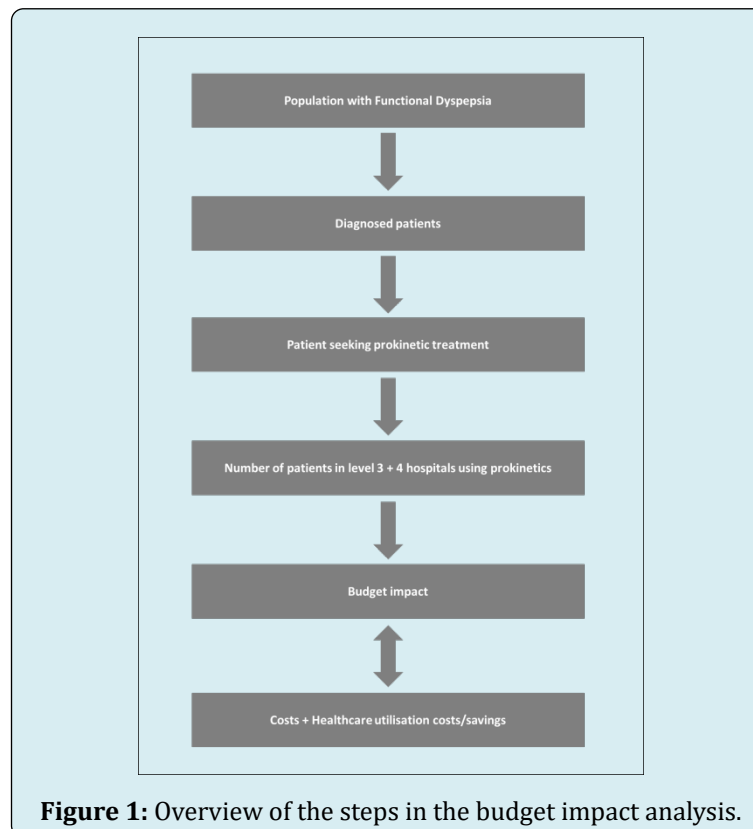 Population with Functional Dyspepsia
Diagnosed patients
Patient seeking prokinetic treatment
Number of patients in level 3 + 4 hospitals using prokinetics
Budget impact
Costs + Healthcare utilisation costs/savings
Figure 1: Overview of the steps in the budget impact analysis.